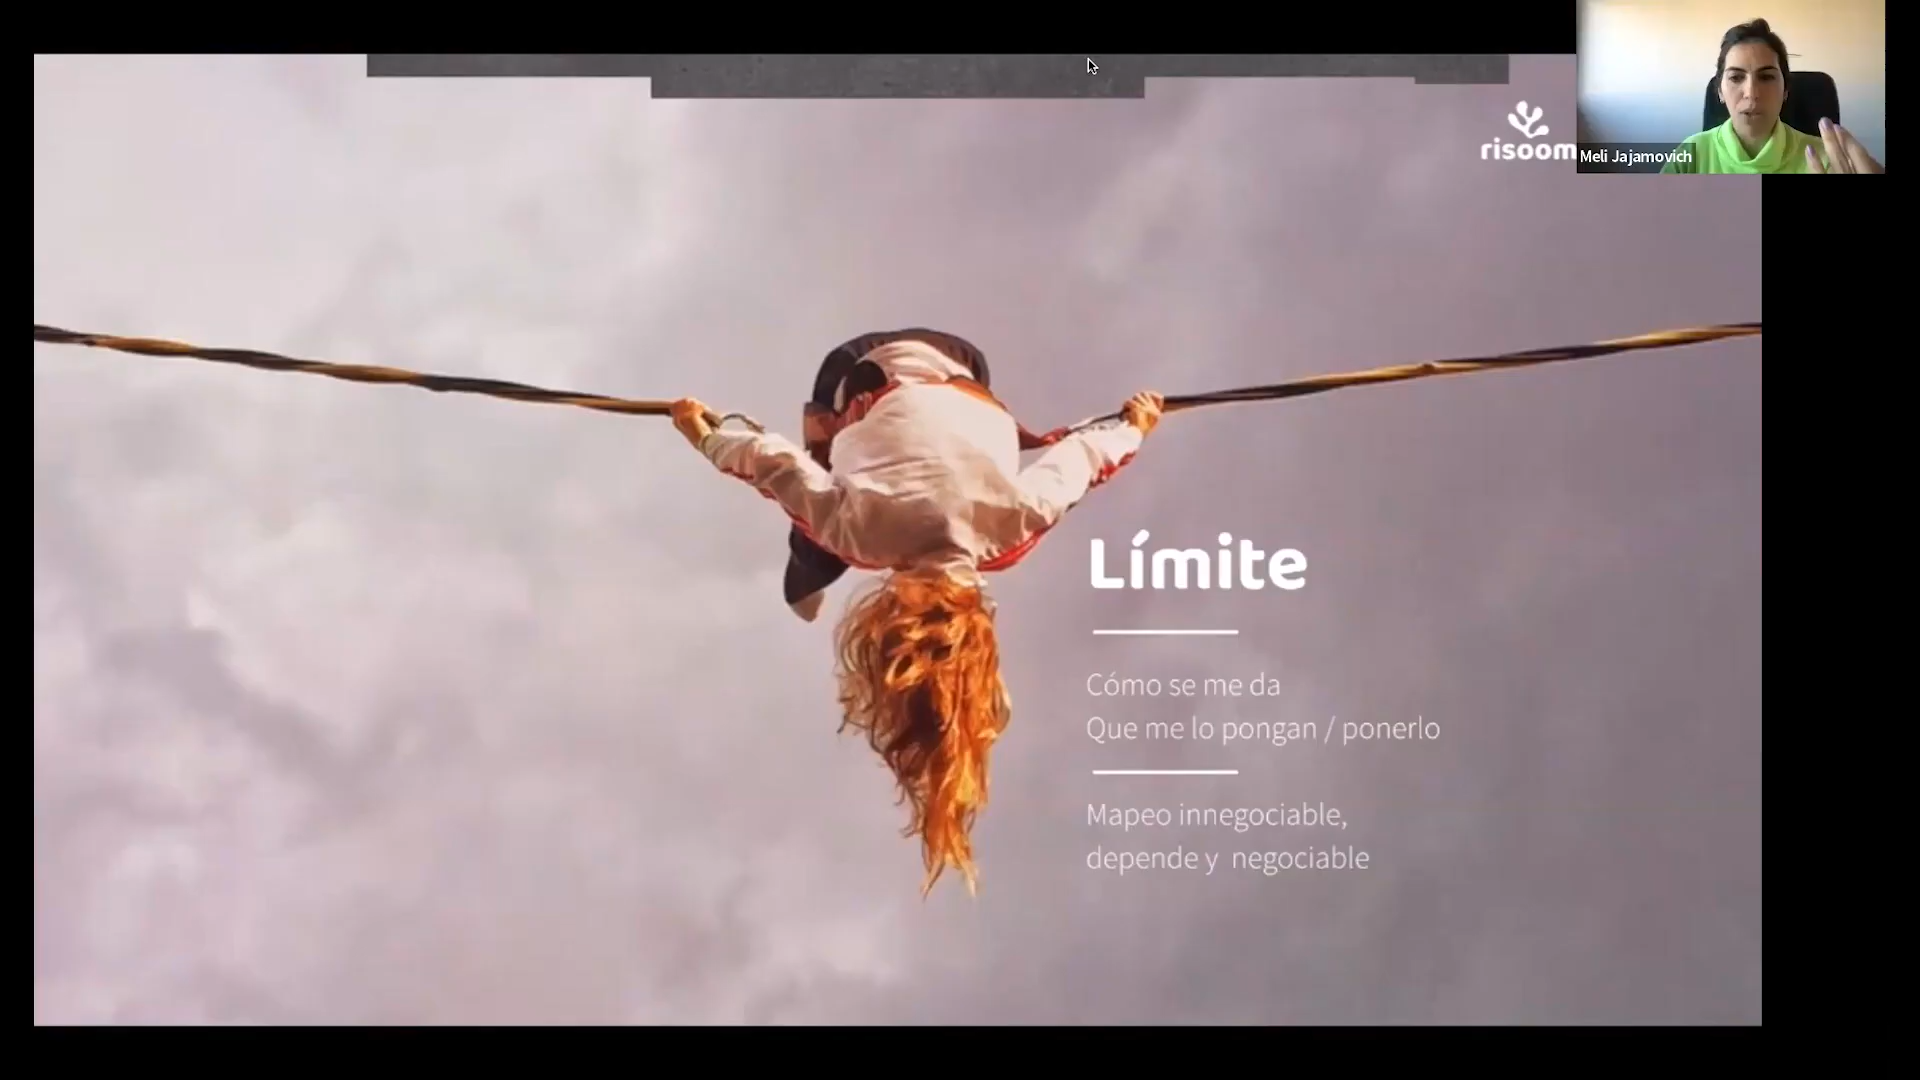 risoom
Meli Jajamovich
Límite
Cómo se me da
Que me lo pongan / ponerlo
Mapeo innegociable,
depende y  negociable